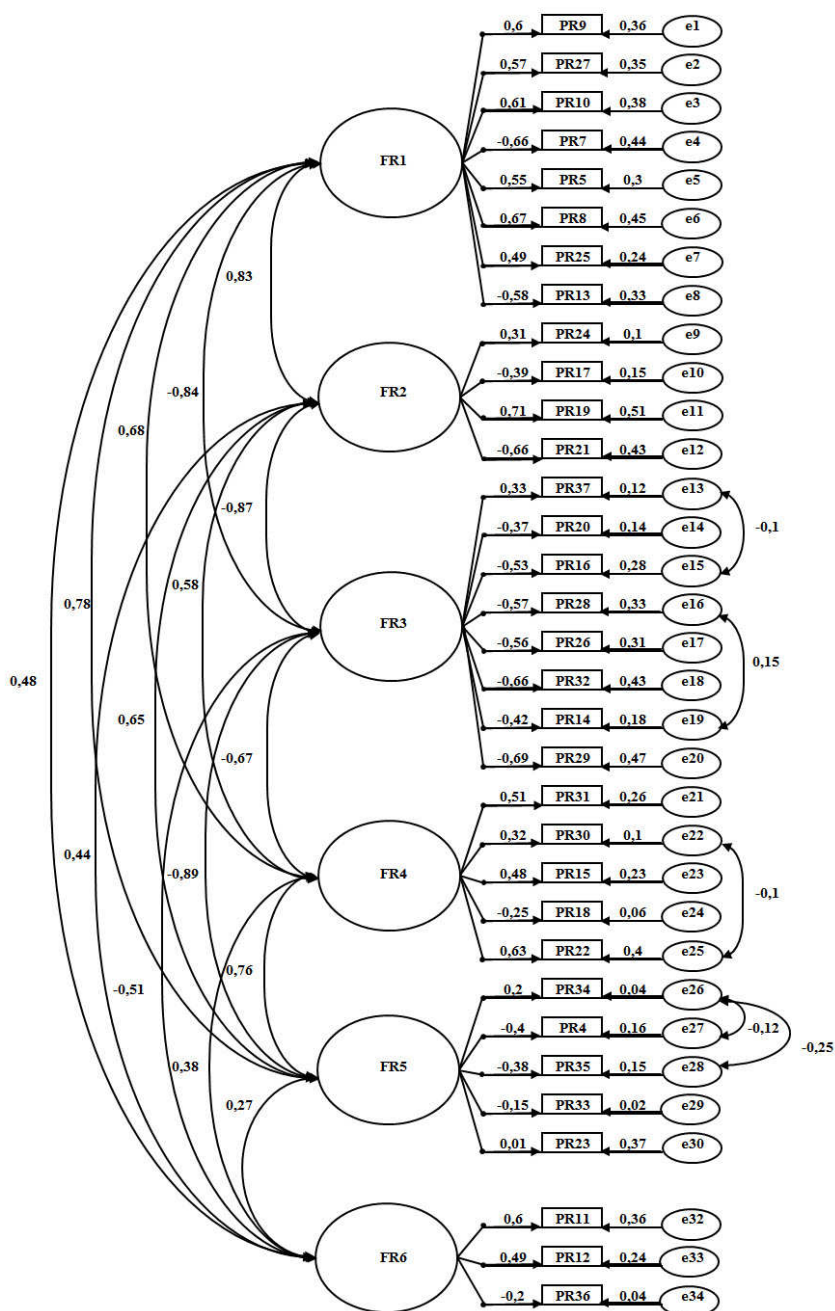 0,6 PR9 0,36 e1
0,57 PR27 0,35 e2
0,61 PR10 0,38 e3
FR1
-0,66 PR7 0,44 e4
0,55 PR5 0,3 e5
0,67 PR8 0,45 e6
0,49 PR25 0,24 e7
0,83
-0,58 PR13 0,33 e8
0,31 PR24 0,1 e9
-0,84
FR2
-0,39 PR17 0,15 e10
0,71 PR19 0,51 e11
0,68
-0,66 PR21 0,43 e12
0,33 PR37 0,12 e13
-0,87
-0,37 PR20 0,14 e14
-0,1
-0,53 PR16 0,28 e15
0,58
-0,57 PR28 0,33 e16
0,78
FR3
-0,56 PR26 0,31 e17
0,15
0,48
-0,66 PR32 0,43 e18
0,65
-0,42 PR14 0,18 e19
-0,67
-0,69 PR29 0,47 e20
0,51 PR31 0,26 e21
0,32 PR30 0,1 e22
0,44
-0,89
FR4
0,48 PR15 0,23 e23
-0,1
-0,25 PR18 0,06 e24
0,63 PR22 0,4 e25
0,76
-0,51
0,2 PR34 0,04 e26
-0,4 PR4 0,16 e27
-0,12
-0,25
0,38
FR5
-0,38 PR35 0,15 e28
0,27
-0,15 PR33 0,02 e29
0,01 PR23 0,37 e30
0,6 PR11 0,36 e32
FR6
0,49 PR12 0,24 e33
-0,2 PR36 0,04 e34